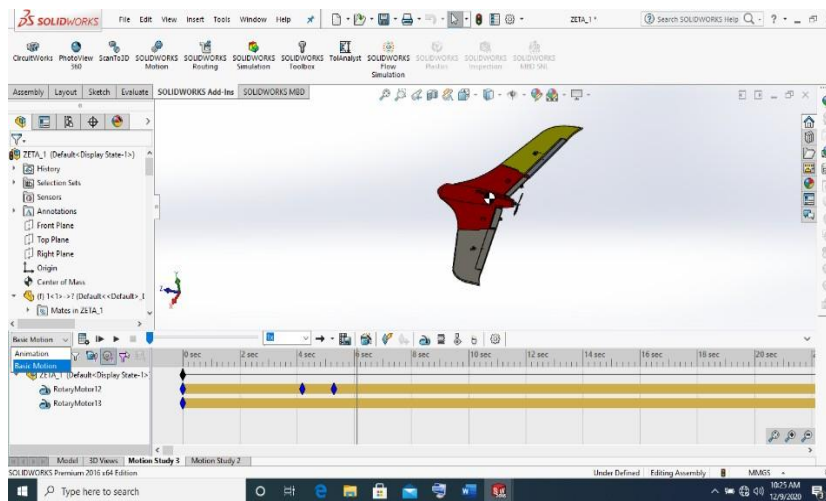 SOLIDWORKS File Edit View Insert Tools Window Help ZETA_1 * Search SOLIDWORKS Help
CircuitWorks PhotoView 360 ScanTo3D SOLIDWORKS Motion SOLIDWORKS Routing SOLIDWORKS Simulation SOLIDWORKS Toolbox TolAnalyst SOLIDWORKS Flow Simulation SOLIDWORKS Plastics SOLIDWORKS Inspection SOLIDWORKS MBD SNL
Assembly Layout Sketch Evaluate SOLIDWORKS Add-Ins SOLIDWORKS MBD
ZETA_1 (Default<Display State-1>)
History
Selection Sets
Sensors
Annotations
Front Plane
Top Plane
Right Plane
Origin
Center of Mass
(f) 1<1>->? (Default<<Default>_I
Mates in ZETA_1
Y
Z
Basic Motion 1x
Animation
Basic Motion
0 sec 2 sec 4 sec 6 sec 8 sec 10 sec 12 sec 14 sec 16 sec 18 sec 20 sec
ZETA_1 (Default<Display State-1>
RotaryMotor12
RotaryMotor13
Model 3D Views Motion Study 3 Motion Study 2
SOLIDWORKS Premium 2016 x64 Edition Under Defined Editing Assembly MMGS
Type here to search 10:25 AM
12/9/2020